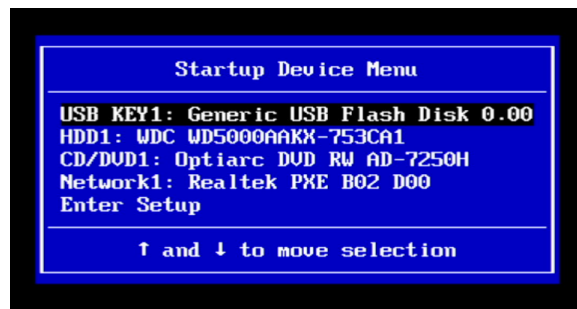 Startup Device Menu
USB KEY1: Generic USB Flash Disk 0.00
HDD1: WDC WD5000AAKX-753CA1
CD/DVD1: Optiarc DVD RW AD-7250H
Network1: Realtek PXE B02 D00
Enter Setup
↑ and ↓ to move selection